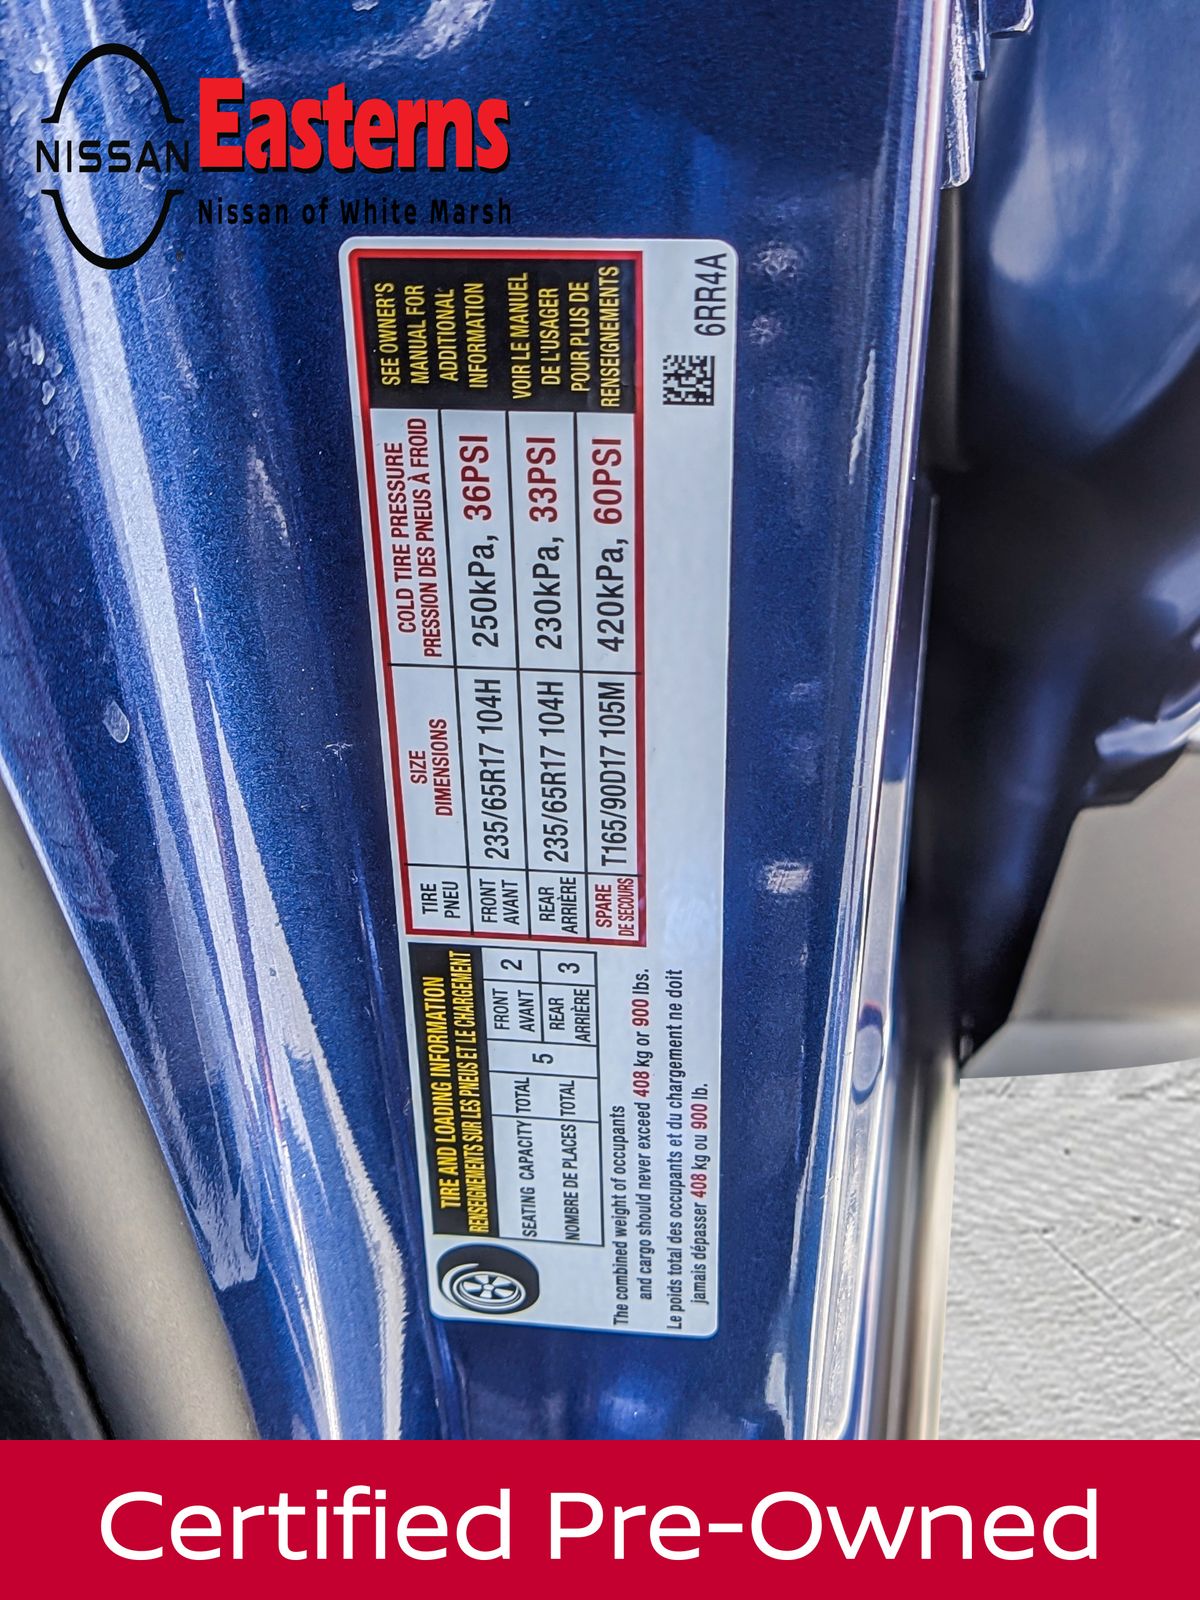 NISSAN
Easterns
Nissan of White Marsh
TIRE AND LOADING INFORMATION
RENSEIGNEMENTS SUR LES PNEUS ET LE CHARGEMENT
SEATING CAPACITY TOTAL 5 FRONT AVANT 2
NOMBRE DE PLACES TOTAL REAR ARRIÈRE 3
The combined weight of occupants
and cargo should never exceed 408 kg or 900 lbs.
Le poids total des occupants et du chargement ne doit
jamais dépasser 408 kg ou 900 lb.
TIRE SIZE COLD TIRE PRESSURE
PNEU DIMENSIONS PRESSION DES PNEUS À FROID
FRONT AVANT 235/65R17 104H 250kPa, 36PSI
REAR ARRIÈRE 235/65R17 104H 230kPa, 33PSI
SPARE DE SECOURS T165/90D17 105M 420kPa, 60PSI
SEE OWNER'S
MANUAL FOR
ADDITIONAL
INFORMATION
VOIR LE MANUEL
DE L'USAGER
POUR PLUS DE
RENSEIGNEMENTS
6RR4A
Certified Pre-Owned